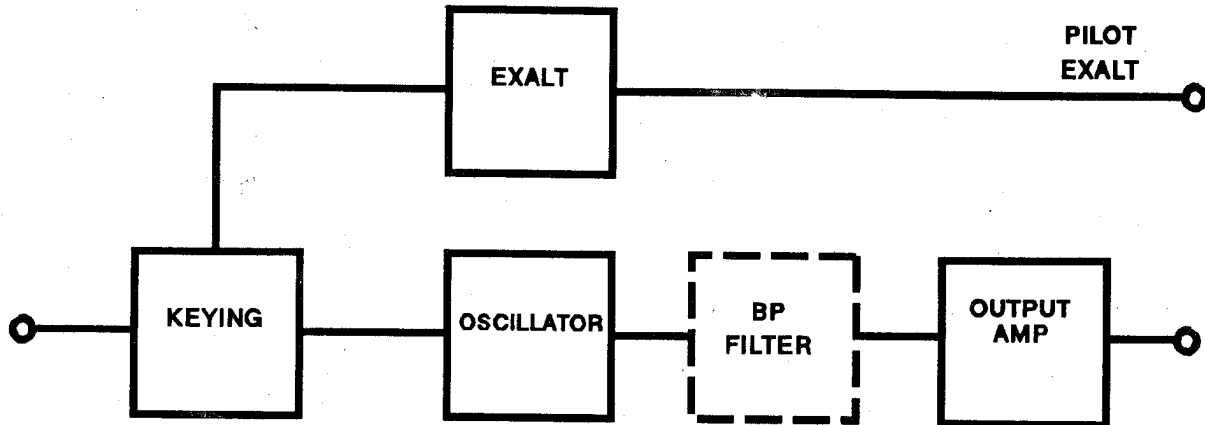 EXALT
PILOT
EXALT
KEYING
OSCILLATOR
BP
FILTER
OUTPUT
AMP